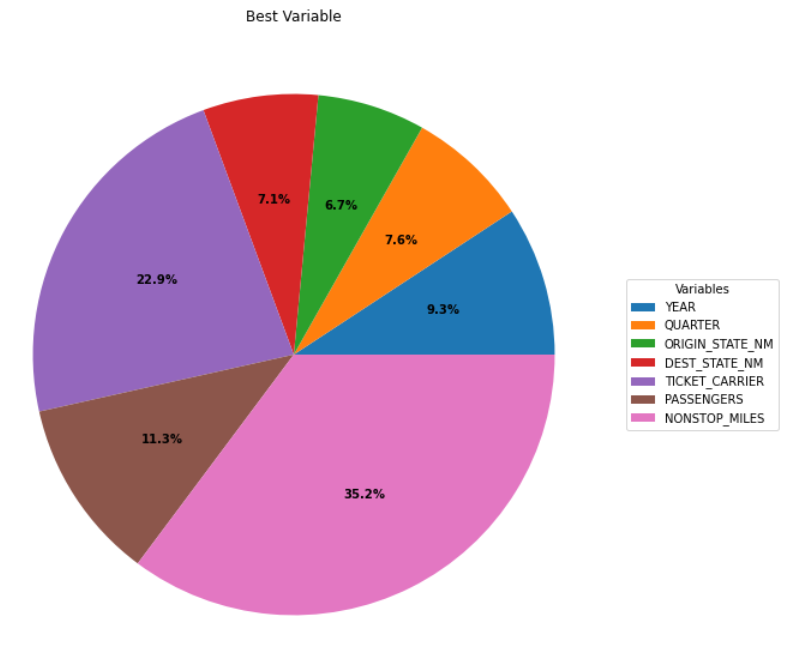 Best Variable
7.1%
6.7%
7.6%
22.9%
9.3%
11.3%
35.2%
Variables
YEAR
QUARTER
ORIGIN_STATE_NM
DEST_STATE_NM
TICKET_CARRIER
PASSENGERS
NONSTOP_MILES